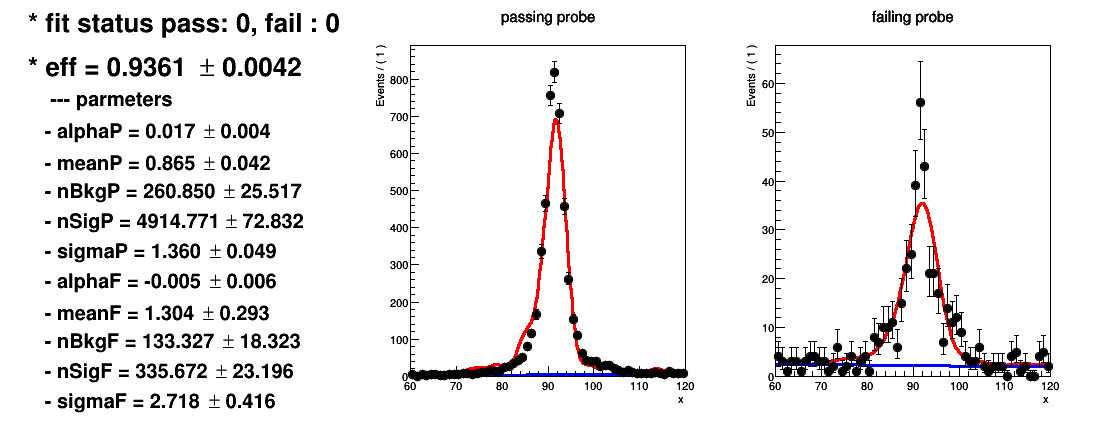 * fit status pass: 0, fail : 0
* eff = 0.9361 ± 0.0042
--- parmeters
- alphaP = 0.017 ± 0.004
- meanP = 0.865 ± 0.042
- nBkgP = 260.850 ± 25.517
- nSigP = 4914.771 ± 72.832
- sigmaP = 1.360 ± 0.049
- alphaF = -0.005 ± 0.006
- meanF = 1.304 ± 0.293
- nBkgF = 133.327 ± 18.323
- nSigF = 335.672 ± 23.196
- sigmaF = 2.718 ± 0.416
passing probe
Events / ( 1 )
800
700
600
500
400
300
200
100
0
60 70 80 90 100 110 120
x
failing probe
Events / ( 1 )
60
50
40
30
20
10
0
60 70 80 90 100 110 120
x